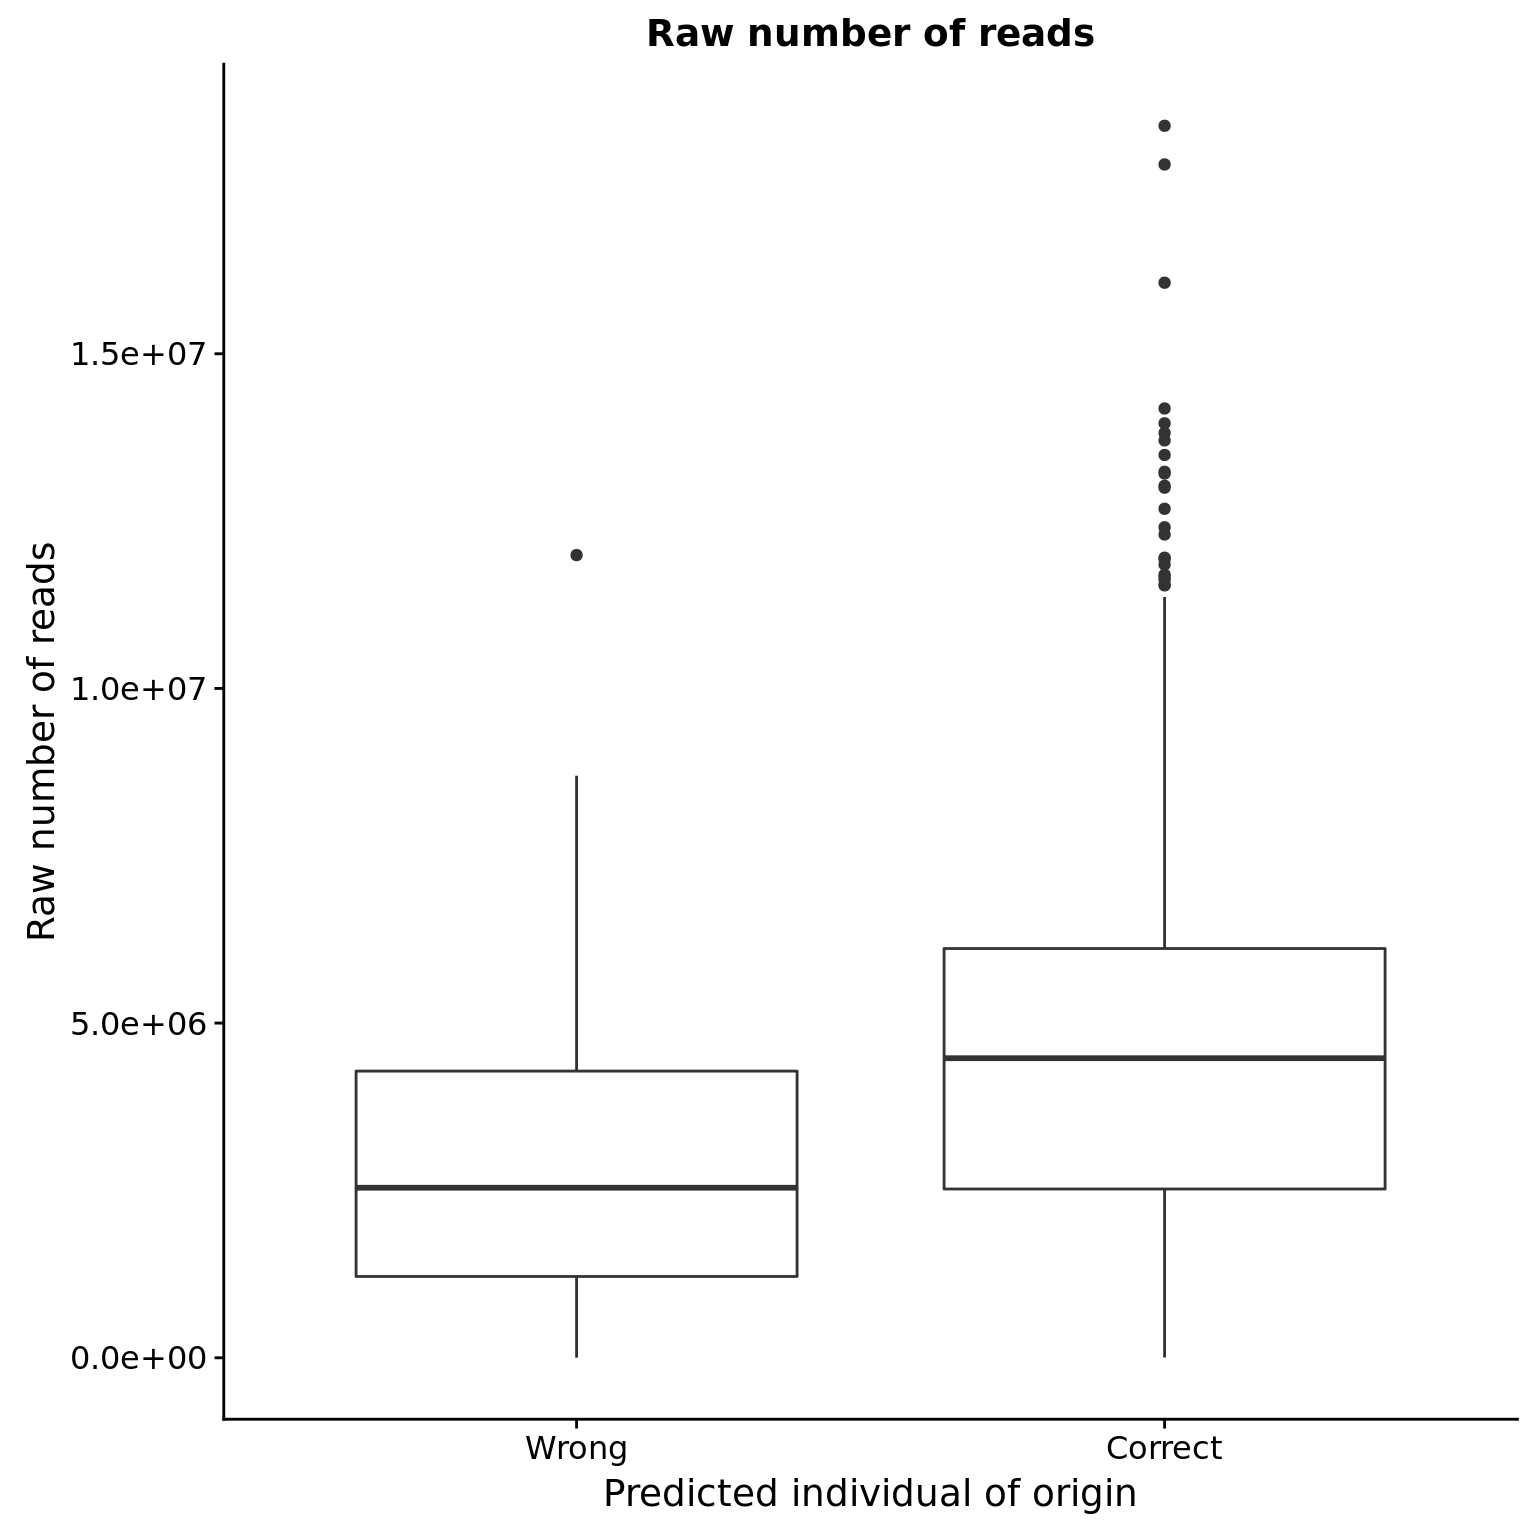 Raw number of reads
Raw number of reads
1.5e+07
1.0e+07
5.0e+06
0.0e+00
Wrong
Correct
Predicted individual of origin